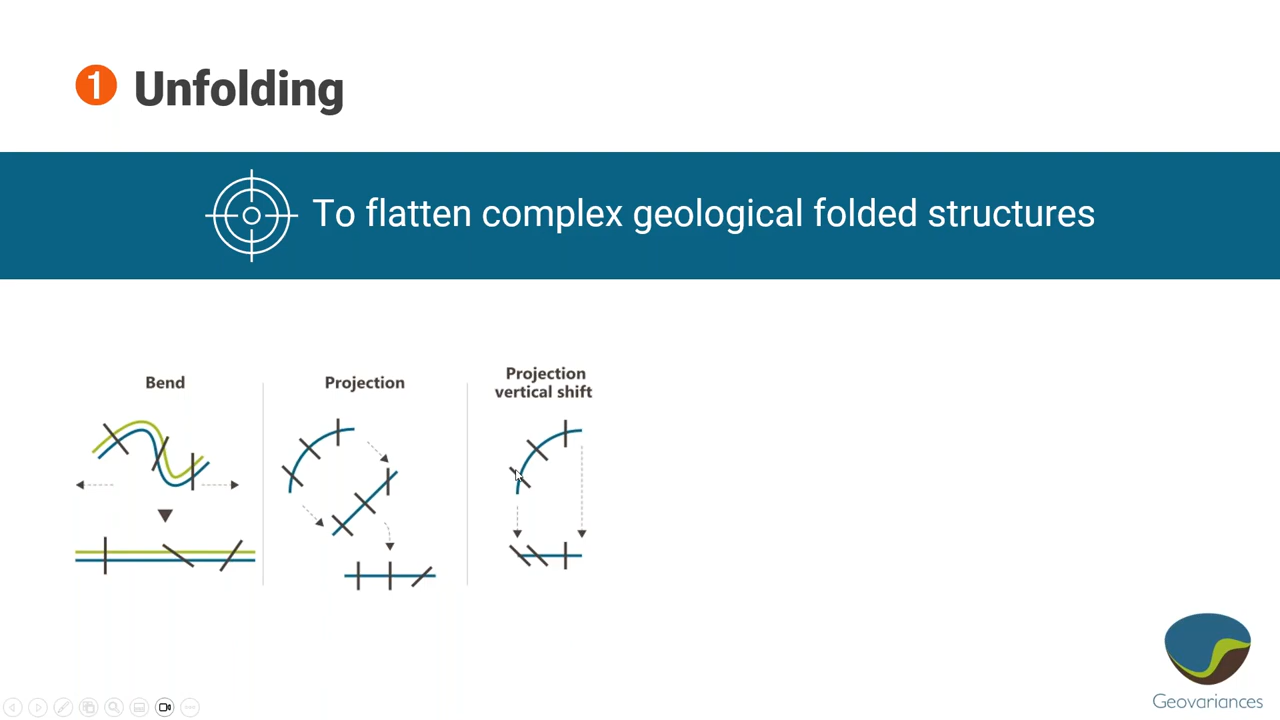 1 Unfolding
To flatten complex geological folded structures
Bend
Projection
Projection
vertical shift
Geovariances